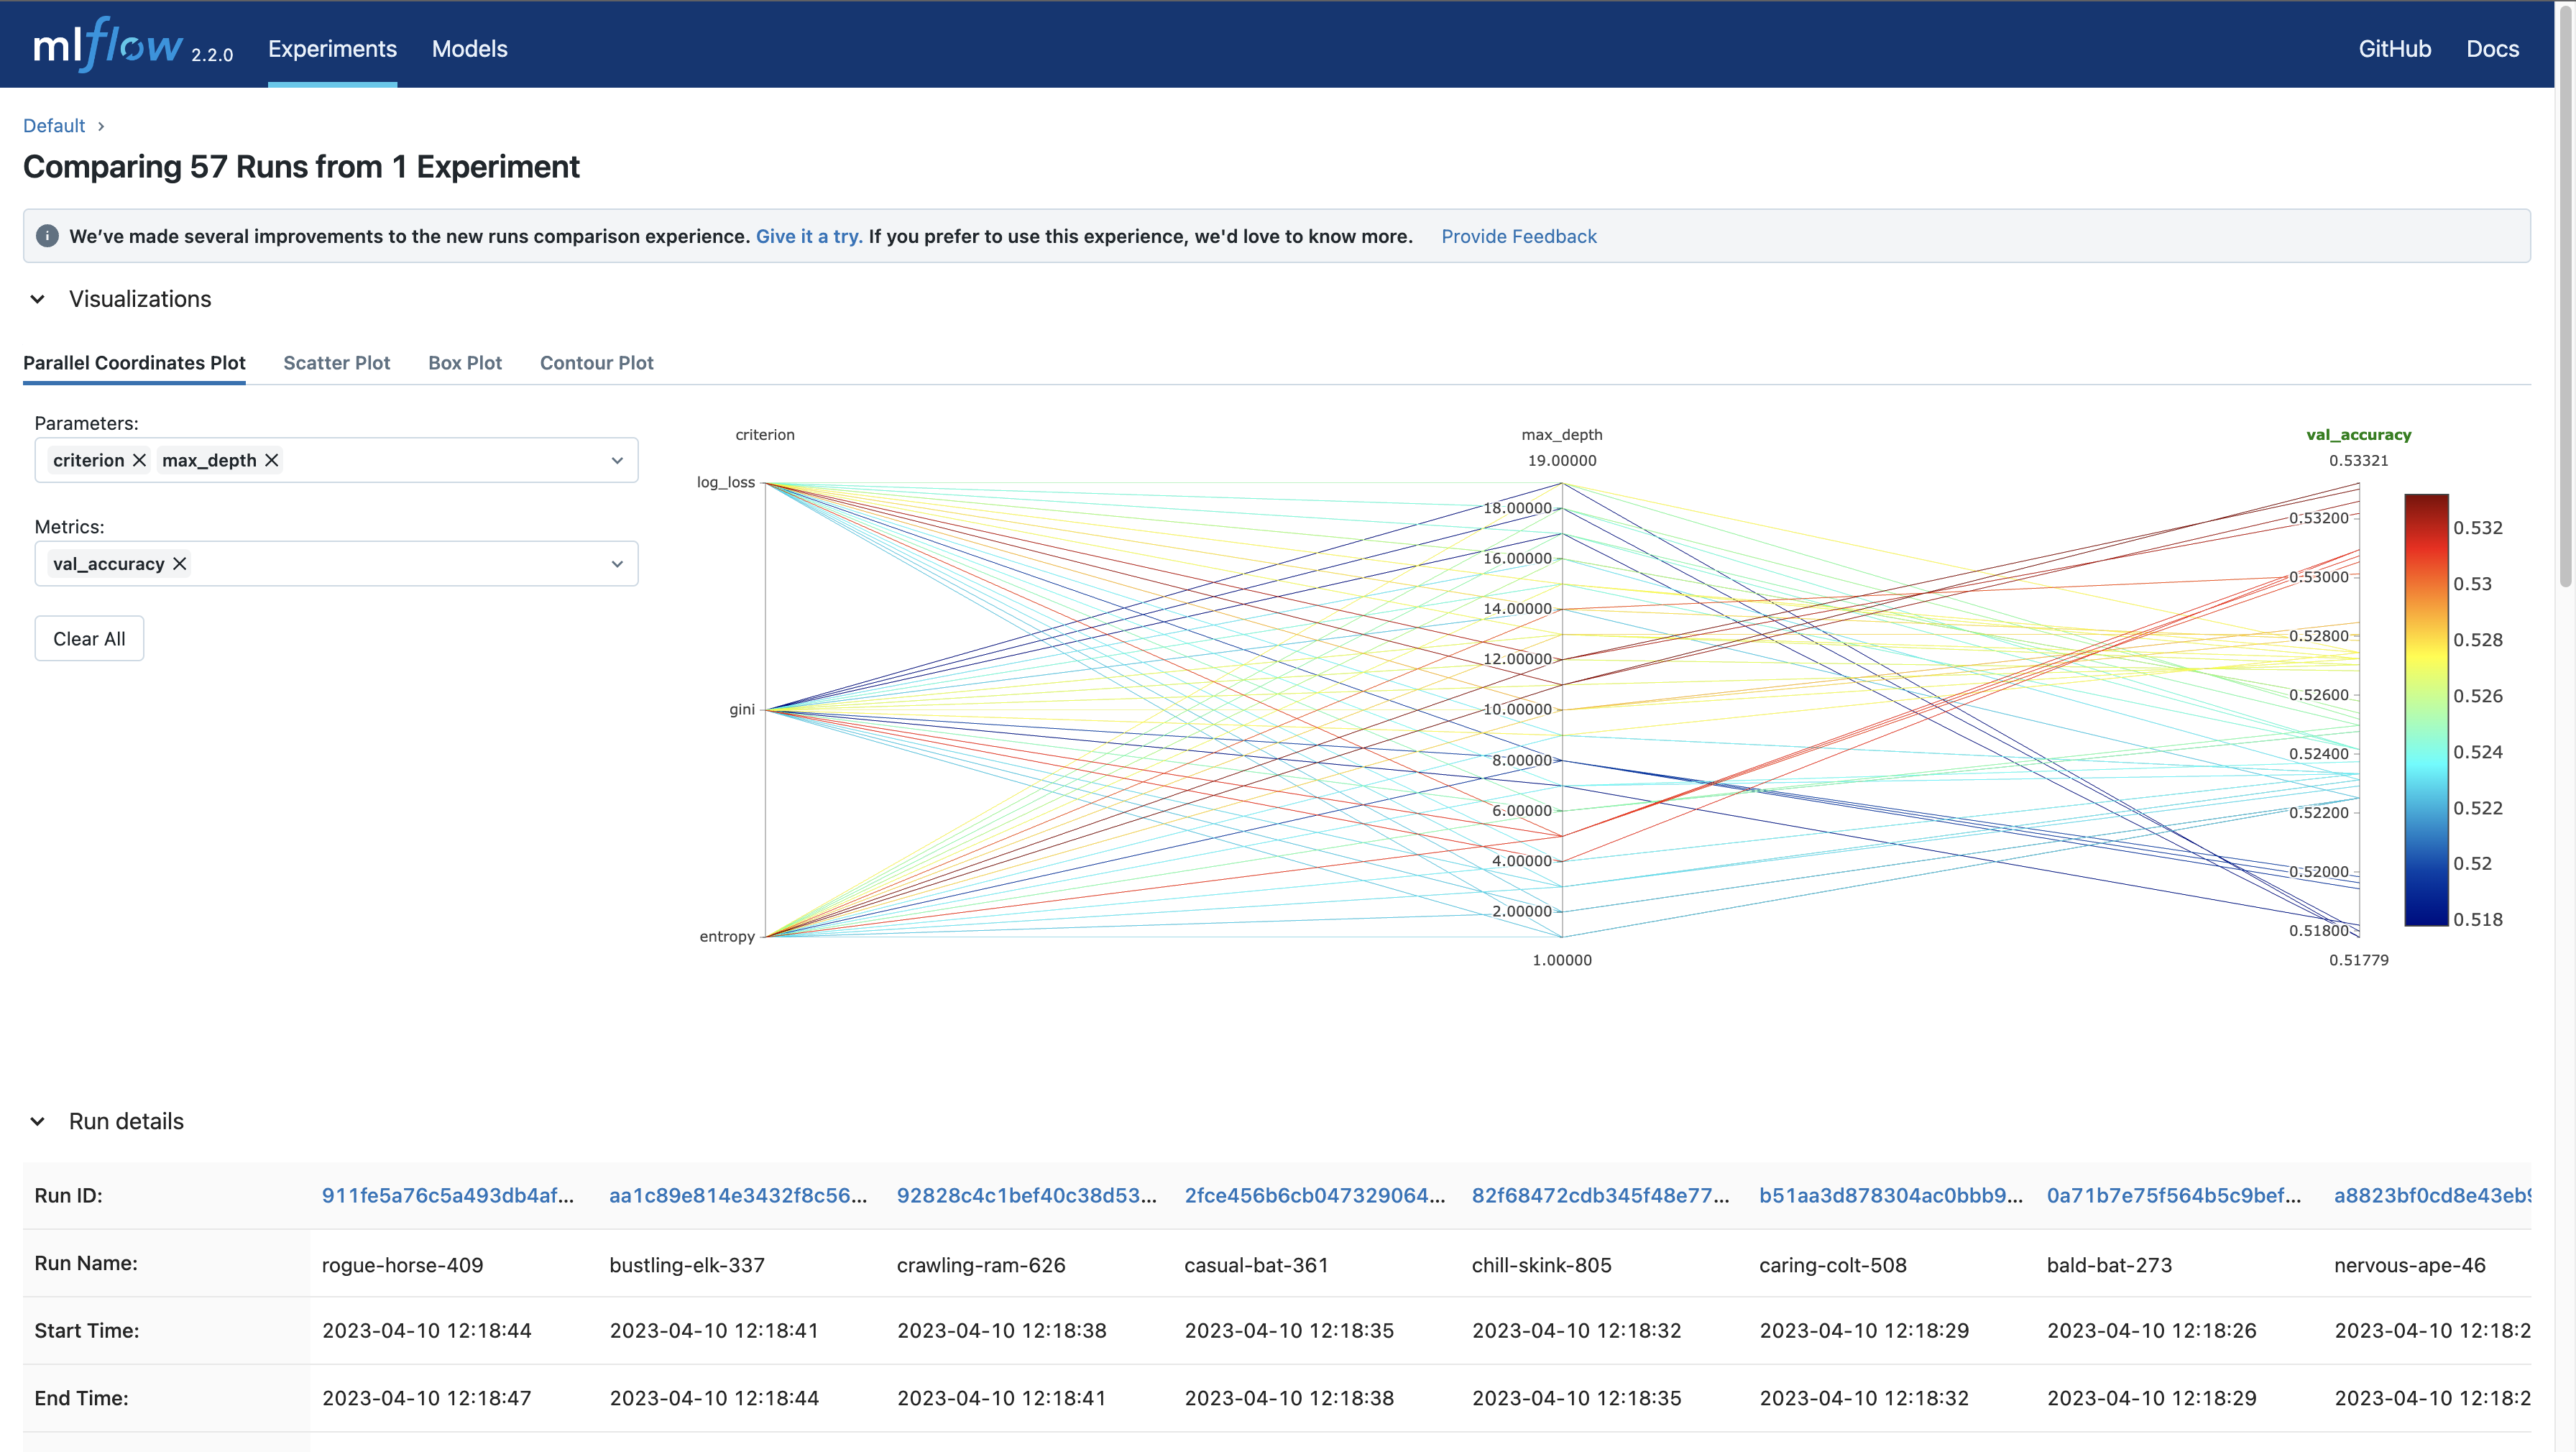 mlflow 2.2.0 Experiments Models GitHub Docs
Default
Comparing 57 Runs from 1 Experiment
We've made several improvements to the new runs comparison experience. Give it a try. If you prefer to use this experience, we'd love to know more. Provide Feedback
Visualizations
Parallel Coordinates Plot Scatter Plot Box Plot Contour Plot
Parameters:
criterion max_depth
Metrics:
val_accuracy
Clear All
criterion max_depth val_accuracy
19.00000 0.53321
log_loss
gini
entropy
18.00000
16.00000
14.00000
12.00000
10.00000
8.00000
6.00000
4.00000
2.00000
1.00000
0.53200
0.53000
0.52800
0.52600
0.52400
0.52200
0.52000
0.51800
0.51779
0.532
0.53
0.528
0.526
0.524
0.522
0.52
0.518
Run details
Run ID: 911fe5a76c5a493db4af... aa1c89e814e3432f8c56... 92828c4c1bef40c38d53... 2fce456b6cb047329064... 82f68472cdb345f48e77... b51aa3d878304ac0bbb9... 0a71b7e75f564b5c9bef... a8823bf0cd8e43eb9
Run Name: rogue-horse-409 bustling-elk-337 crawling-ram-626 casual-bat-361 chill-skink-805 caring-colt-508 bald-bat-273 nervous-ape-46
Start Time: 2023-04-10 12:18:44 2023-04-10 12:18:41 2023-04-10 12:18:38 2023-04-10 12:18:35 2023-04-10 12:18:32 2023-04-10 12:18:29 2023-04-10 12:18:26 2023-04-10 12:18:2
End Time: 2023-04-10 12:18:47 2023-04-10 12:18:44 2023-04-10 12:18:41 2023-04-10 12:18:38 2023-04-10 12:18:35 2023-04-10 12:18:32 2023-04-10 12:18:29 2023-04-10 12:18:2